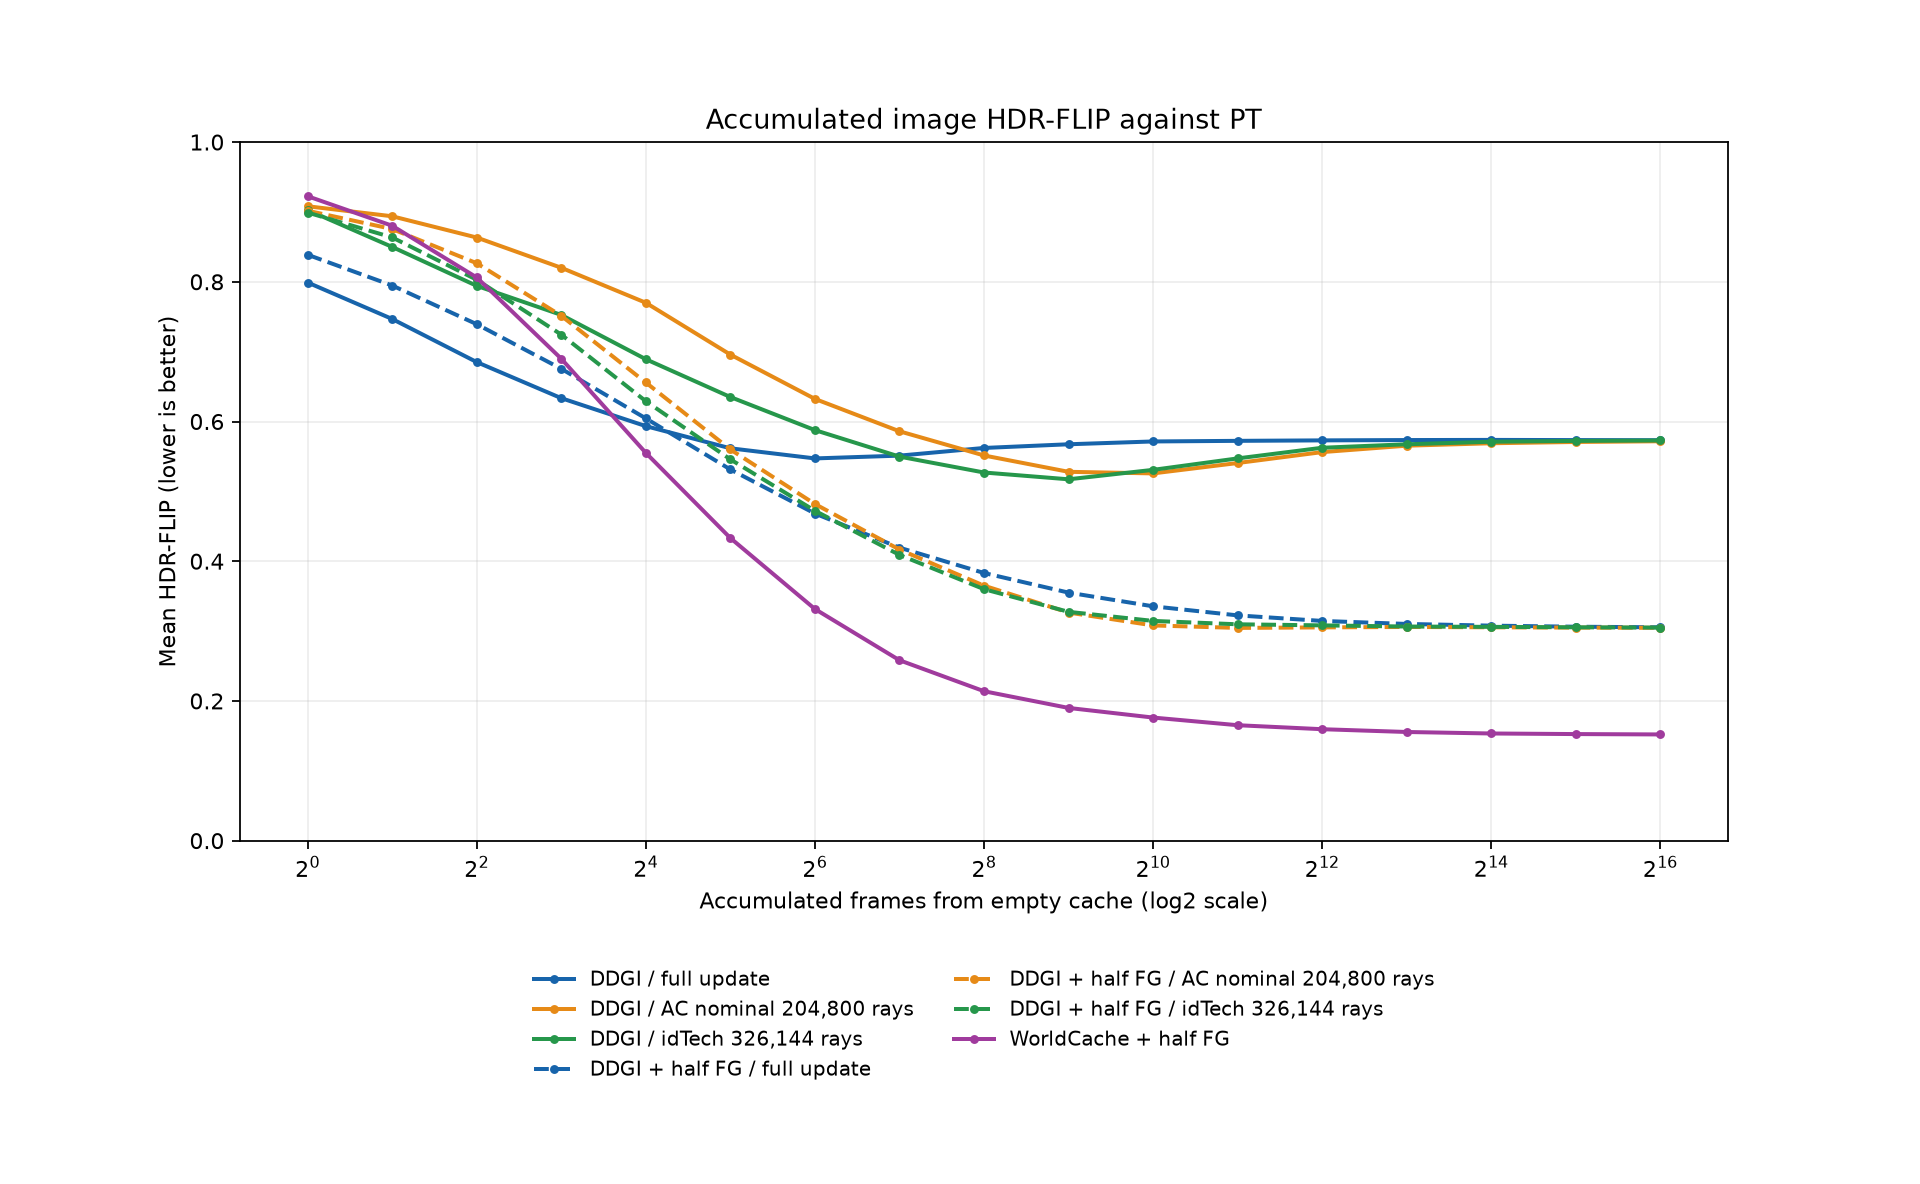 Accumulated image HDR-FLIP against PT
Mean HDR-FLIP (lower is better)
1.0
0.8
0.6
0.4
0.2
0.0
2^0 2^2 2^4 2^6 2^8 2^10 2^12 2^14 2^16
Accumulated frames from empty cache (log2 scale)
DDGI / full update
DDGI / AC nominal 204,800 rays
DDGI / idTech 326,144 rays
DDGI + half FG / full update
DDGI + half FG / AC nominal 204,800 rays
DDGI + half FG / idTech 326,144 rays
WorldCache + half FG